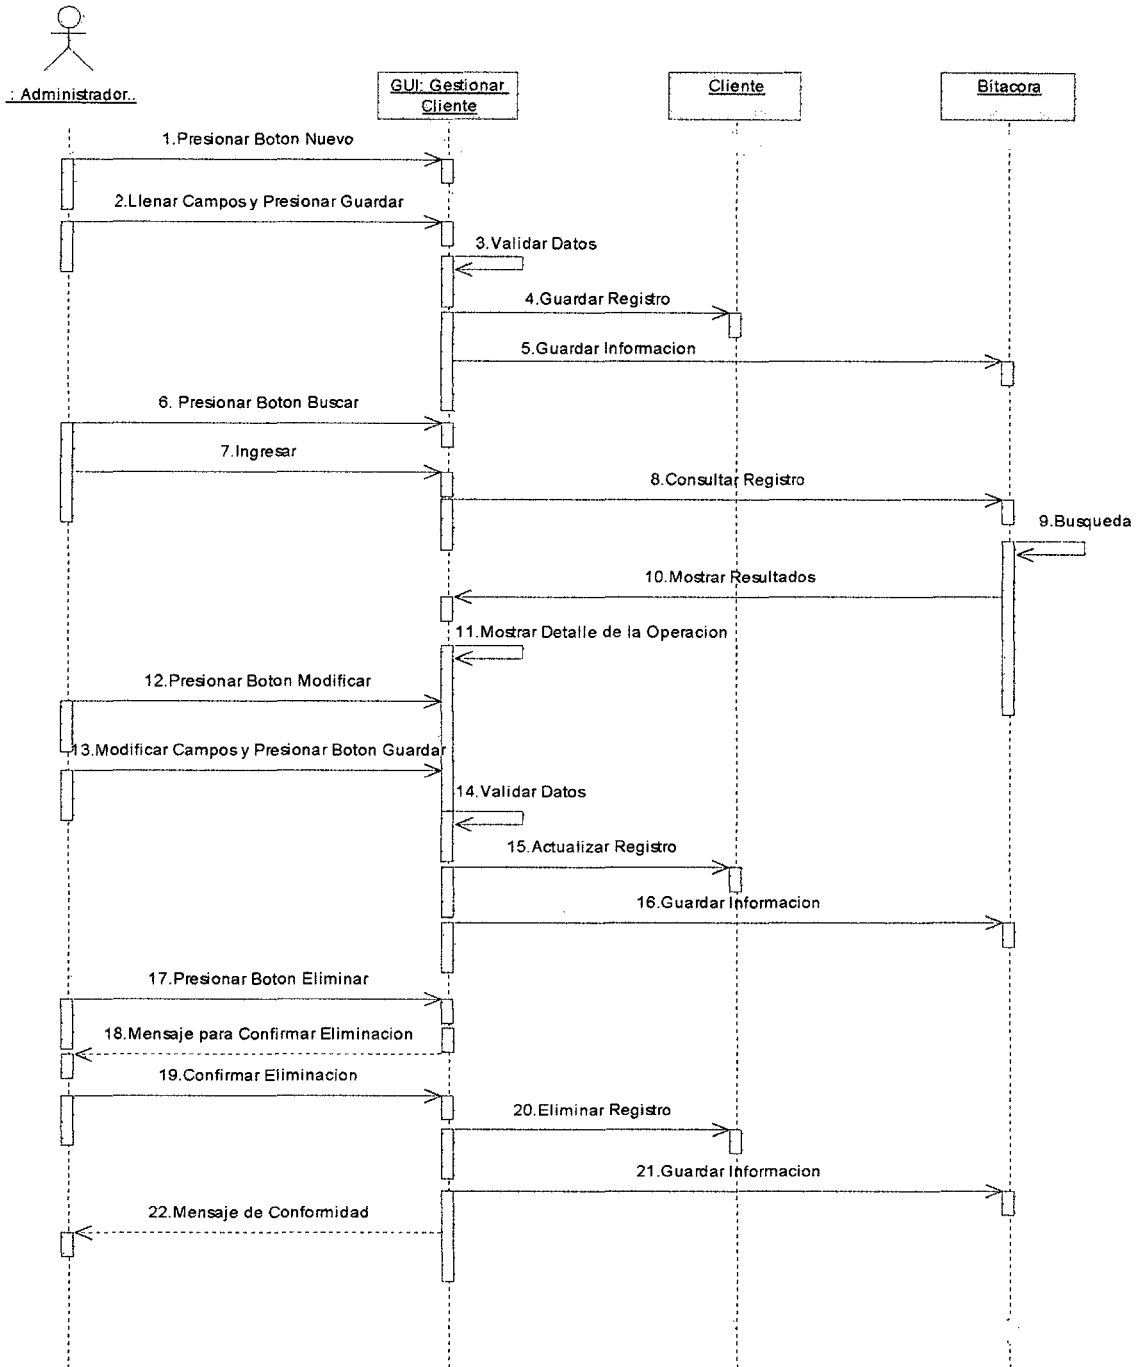 : Administrador..
GUI: Gestionar
Cliente
Cliente
Bitacora
1.Presionar Boton Nuevo
2.Llenar Campos y Presionar Guardar
3.Validar Datos
4.Guardar Registro
5.Guardar Informacion
6. Presionar Boton Buscar
7.Ingresar
8.Consultar Registro
9.Busqueda
10.Mostrar Resultados
11.Mostrar Detalle de la Operacion
12.Presionar Boton Modificar
13.Modificar Campos y Presionar Boton Guardar
14.Validar Datos
15.Actualizar Registro
16.Guardar Informacion
17.Presionar Boton Eliminar
18.Mensaje para Confirmar Eliminacion
19.Confirmar Eliminacion
20.Eliminar Registro
21.Guardar Informacion
22.Mensaje de Conformidad